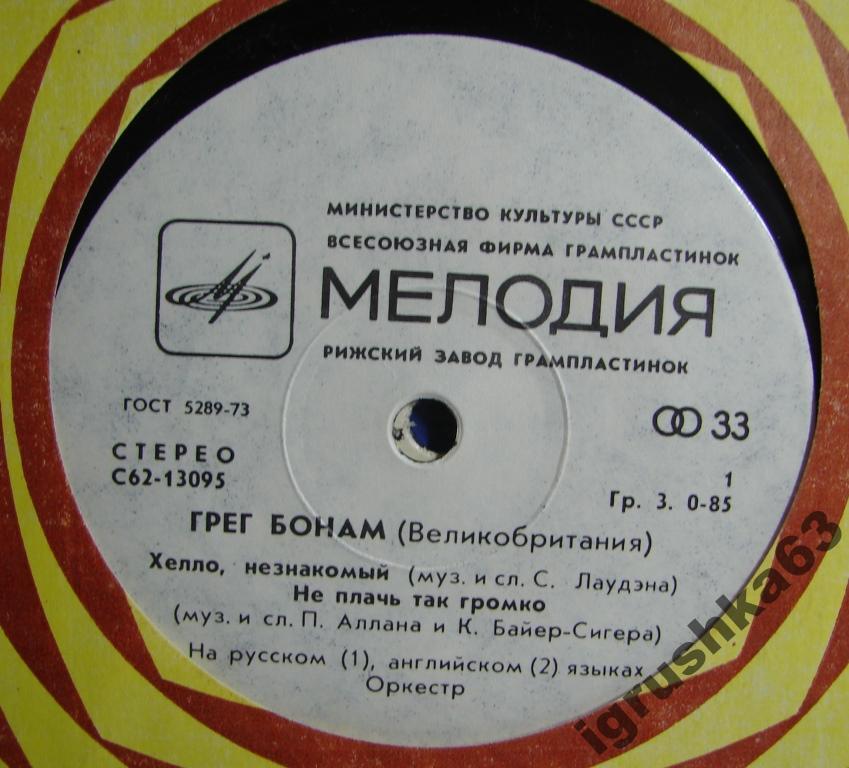 МИНИСТЕРСТВО КУЛЬТУРЫ СССР
ВСЕСОЮЗНАЯ ФИРМА ГРАМПЛАСТИНОК
МЕЛОДИЯ
РИЖСКИЙ ЗАВОД ГРАМПЛАСТИНОК
ГОСТ 5289-73
33
СТЕРЕО
С62-13095
1
Гр. 3. 0-85
ГРЕГ БОНАМ (Великобритания)
Хелло, незнакомый (муз. и сл. С. Лаудэна)
Не плачь так громко
(муз. и сл. П. Аллана и К. Байер-Сигера)
На русском (1), английском (2) языках
Оркестр
igrushka63